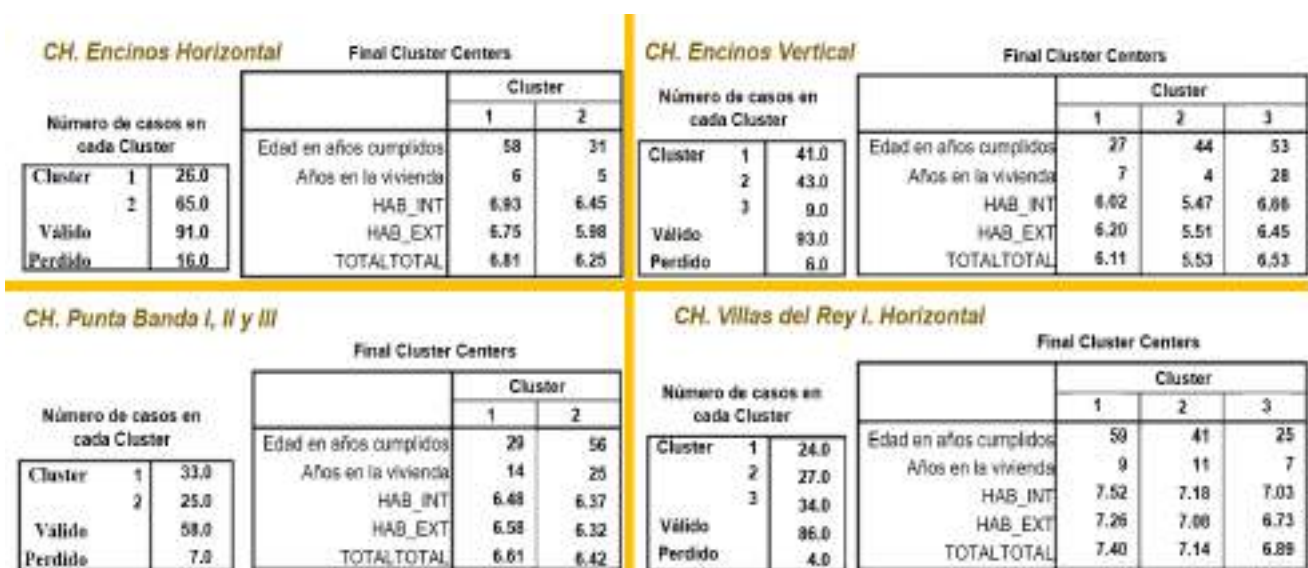 CH. Encinos Horizontal
Final Cluster Centers
Número de casos en
cada Cluster
Cluster 1 26.0
2 65.0
Válido 91.0
Perdido 16.0
Cluster
1 2
Edad en años cumplidos 58 31
Años en la vivienda 6 5
HAB_INT 6.93 6.45
HAB_EXT 6.75 5.98
TOTALTOTAL 6.81 6.25
CH. Encinos Vertical
Final Cluster Centers
Número de casos en
cada Cluster
Cluster 1 41.0
2 43.0
3 9.0
Válido 93.0
Perdido 6.0
Cluster
1 2 3
Edad en años cumplidos 27 44 53
Años en la vivienda 7 4 28
HAB_INT 6.02 5.47 6.66
HAB_EXT 6.20 5.51 6.45
TOTALTOTAL 6.11 5.53 6.53
CH. Punta Banda I, II y III
Final Cluster Centers
Número de casos en
cada Cluster
Cluster 1 33.0
2 25.0
Válido 58.0
Perdido 7.0
Cluster
1 2
Edad en años cumplidos 29 56
Años en la vivienda 14 25
HAB_INT 6.48 6.37
HAB_EXT 6.58 6.32
TOTALTOTAL 6.61 6.42
CH. Villas del Rey I. Horizontal
Final Cluster Centers
Número de casos en
cada Cluster
Cluster 1 24.0
2 27.0
3 34.0
Válido 86.0
Perdido 4.0
Cluster
1 2 3
Edad en años cumplidos 59 41 25
Años en la vivienda 9 11 7
HAB_INT 7.52 7.18 7.03
HAB_EXT 7.26 7.08 6.73
TOTALTOTAL 7.40 7.14 6.89